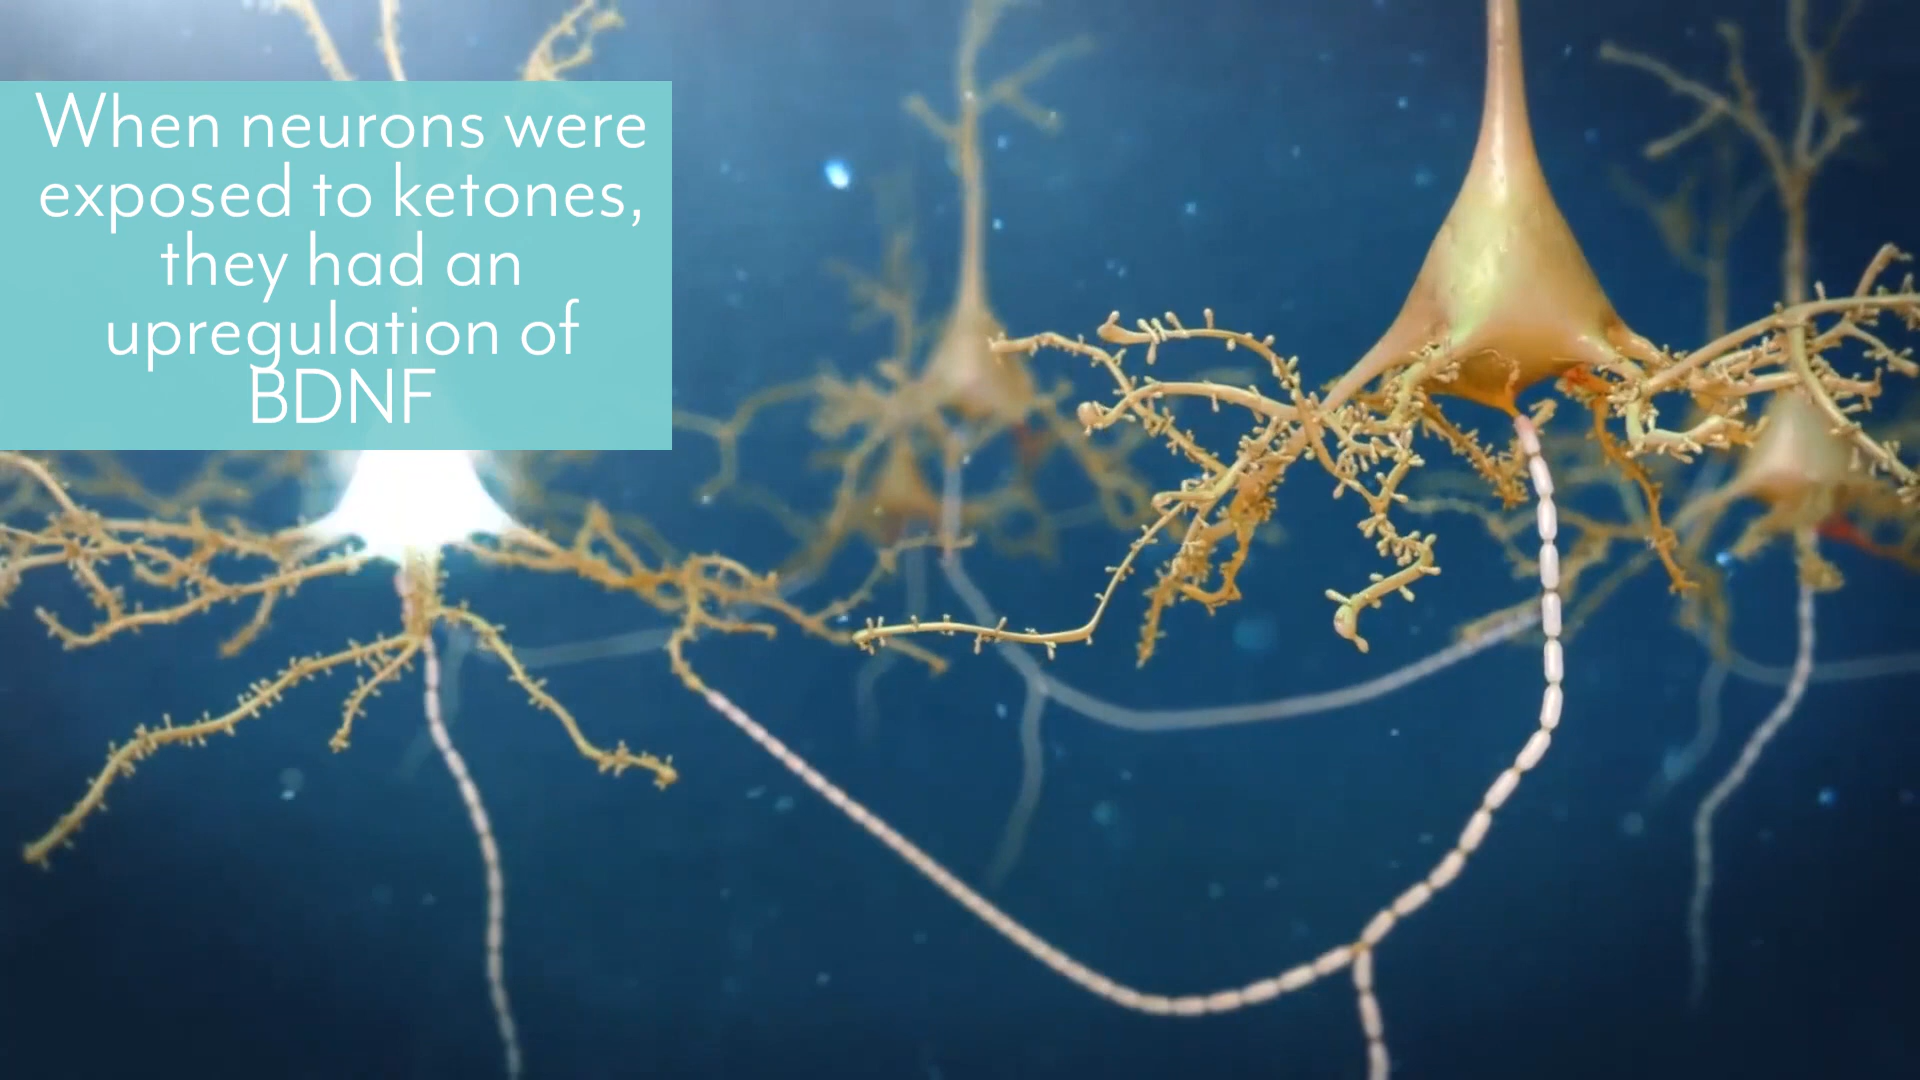 When neurons were
exposed to ketones,
they had an
upregulation of
BDNF